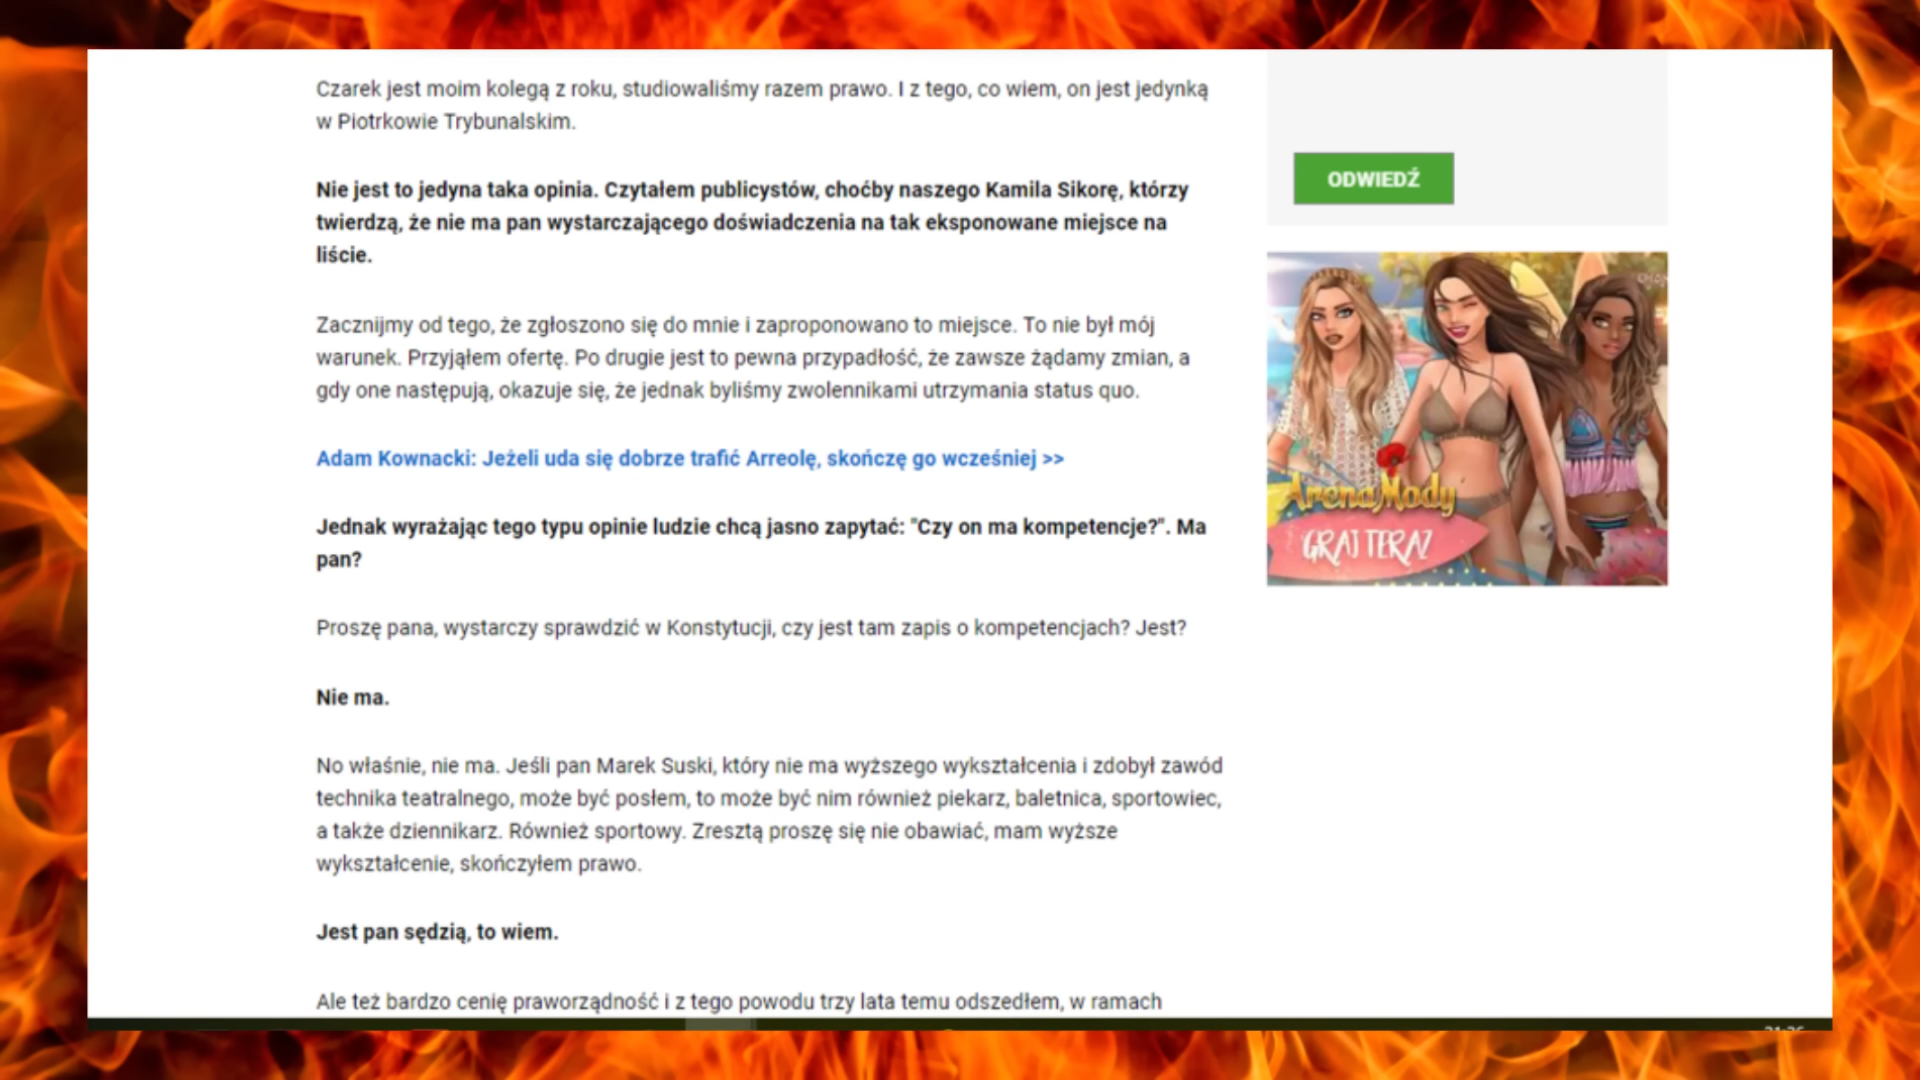 Czarek jest moim kolegą z roku, studiowaliśmy razem prawo. I z tego, co wiem, on jest jedynką
w Piotrkowie Trybunalskim.
Nie jest to jedyna taka opinia. Czytałem publicystów, choćby naszego Kamila Sikorę, którzy
twierdzą, że nie ma pan wystarczającego doświadczenia na tak eksponowane miejsce na
liście.
Zacznijmy od tego, że zgłoszono się do mnie i zaproponowano to miejsce. To nie był mój
warunek. Przyjąłem ofertę. Po drugie jest to pewna przypadłość, że zawsze żądamy zmian, a
gdy one następują, okazuje się, że jednak byliśmy zwolennikami utrzymania status quo.
Adam Kownacki: Jeżeli uda się dobrze trafić Arreolę, skończę go wcześniej >>
Jednak wyrażając tego typu opinie ludzie chcą jasno zapytać: "Czy on ma kompetencje?". Ma
pan?
Proszę pana, wystarczy sprawdzić w Konstytucji, czy jest tam zapis o kompetencjach? Jest?
Nie ma.
No właśnie, nie ma. Jeśli pan Marek Suski, który nie ma wyższego wykształcenia i zdobył zawód
technika teatralnego, może być posłem, to może być nim również piekarz, baletnica, sportowiec,
a także dziennikarz. Również sportowy. Zresztą proszę się nie obawiać, mam wyższe
wykształcenie, skończyłem prawo.
Jest pan sędzią, to wiem.
Ale też bardzo cenię praworządność i z tego powodu trzy lata temu odszedłem, w ramach
ODWIEDŹ
ArenaMody
GRAJ TERAZ